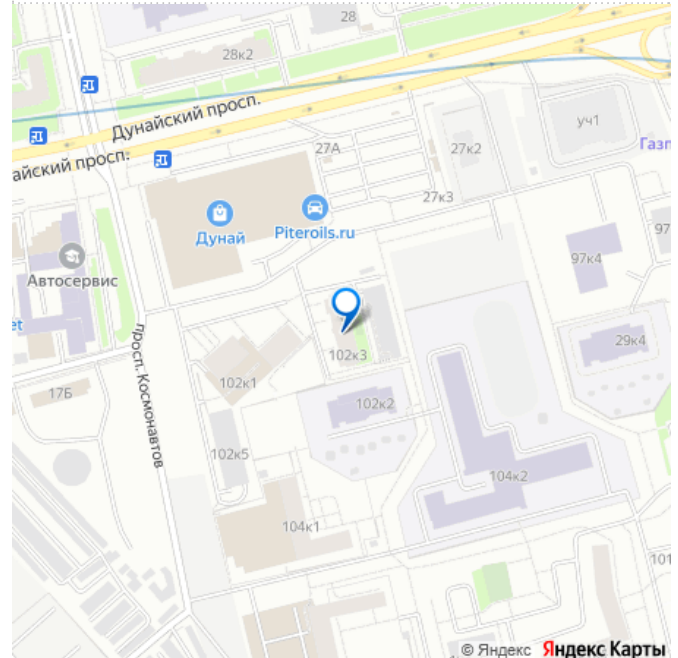 28
28к2
Дунайский просп.
айский просп.
27А
27к2
уч1
Газп
27к3
Дунай
Piteroils.ru
97
97к4
Автосервис
et
просп. Космонавтов
102к3
29к4
17Б
102к1
102к2
102к5
104к2
104к1
101
© Яндекс Яндекс Карты